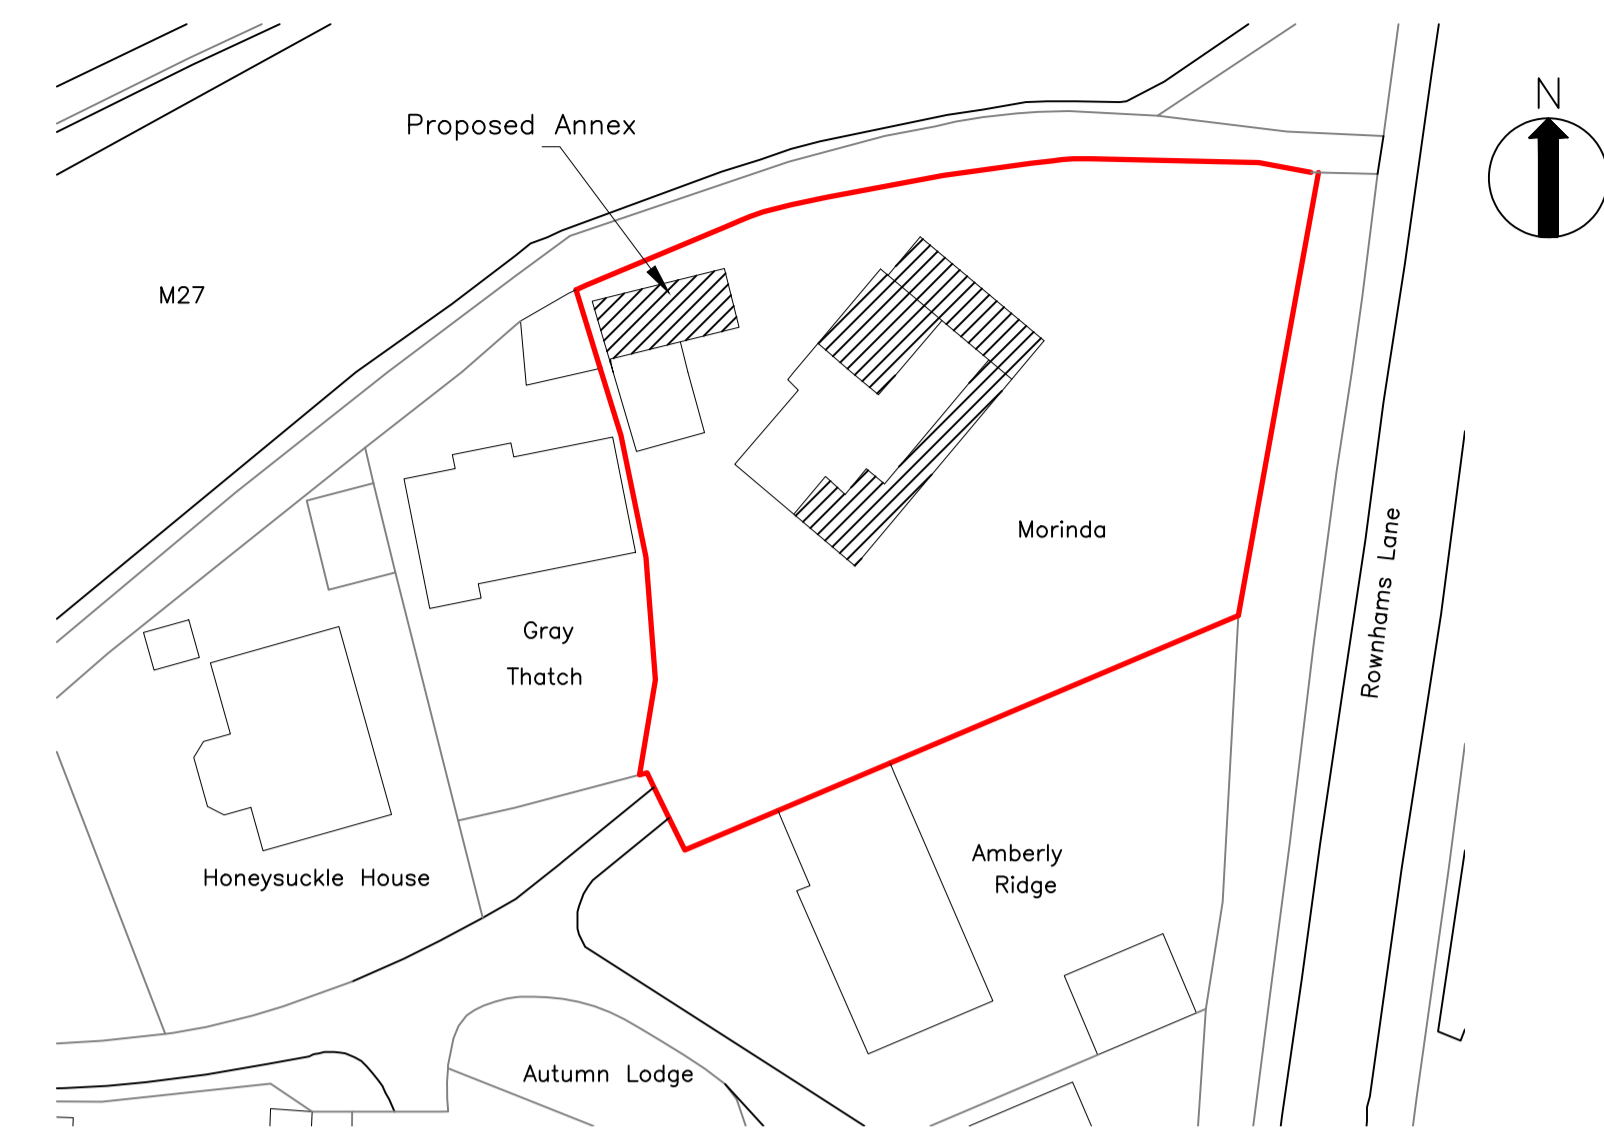 N
Proposed Annex
M27
Morinda
Rownhams Lane
Gray
Thatch
Amberly
Ridge
Honeysuckle House
Autumn Lodge